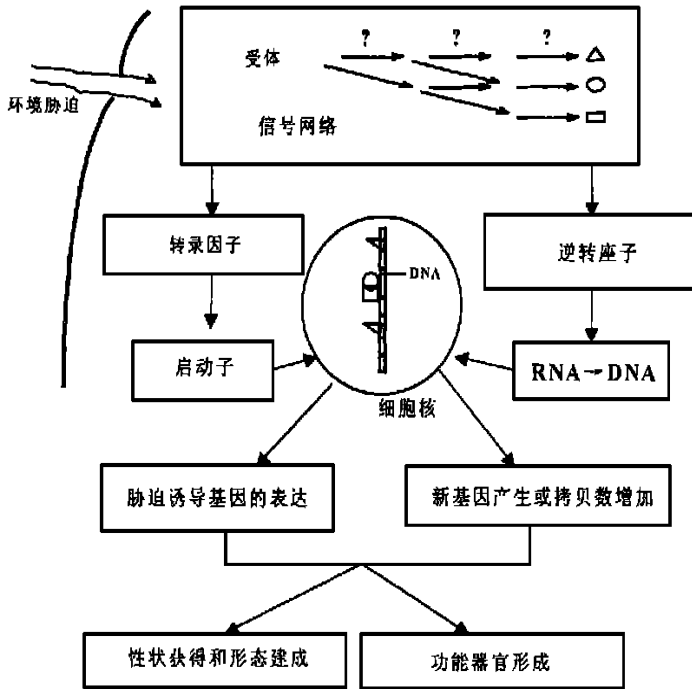 ? ? ?
受体
环境胁迫
信号网络
转录因子
逆转座子
DNA
启动子
RNA→DNA
细胞核
胁迫诱导基因的表达
新基因产生或拷贝数增加
性状获得和形态建成
功能器官形成